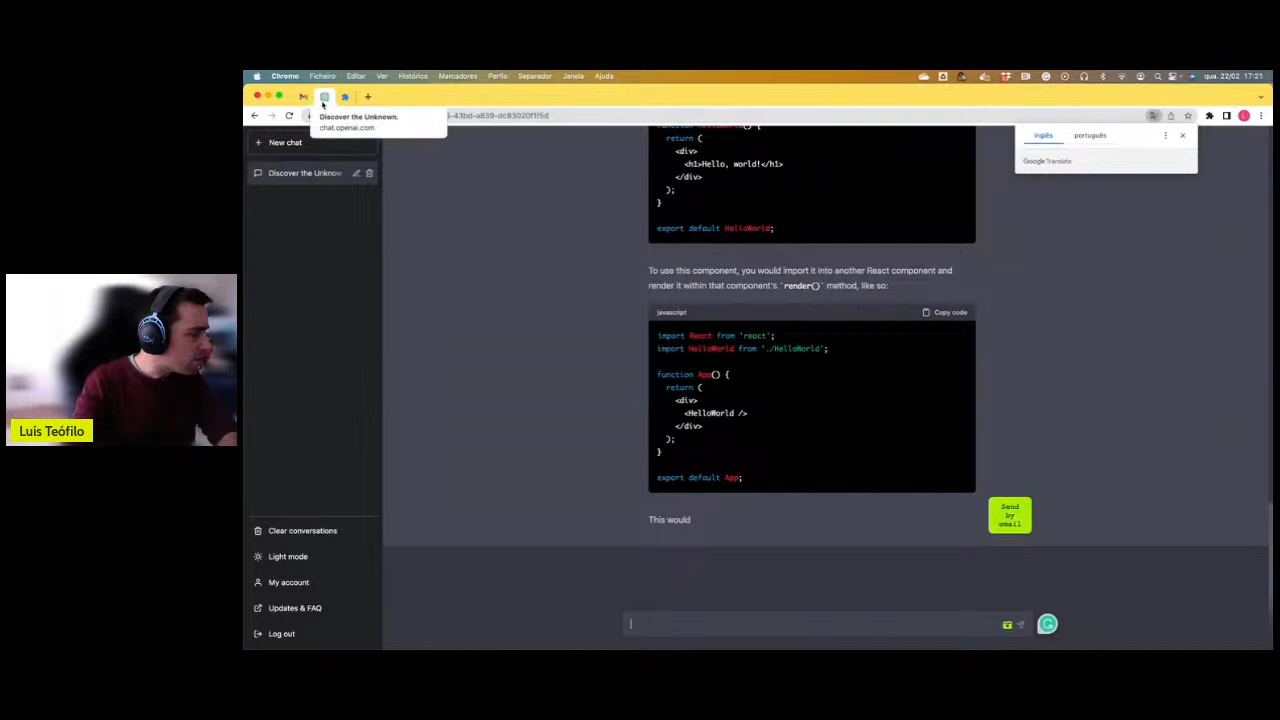 Chrome Ficheiro Editar Ver Histórico Marcadores Perfis Separador Janela Ajuda
qua. 22/02 17:21
Discover the Unknown.
chat.openai.com
5-43bd-a839-dc83020f1f5d
New chat
Discover the Unknow
inglês português
Google Translate
return (
<div>
<h1>Hello, world!</h1>
</div>
);
}
export default HelloWorld;
To use this component, you would import it into another React component and
render it within that component's `render()` method, like so:
javascript
Copy code
import React from 'react';
import HelloWorld from './HelloWorld';
function App() {
return (
<div>
<HelloWorld />
</div>
);
}
export default App;
This would
Send
by
email
Luís Teófilo
Clear conversations
Light mode
My account
Updates & FAQ
Log out